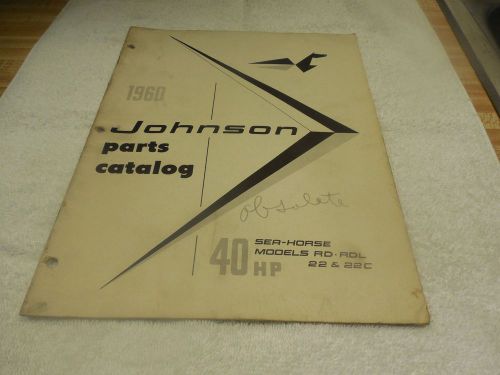 1960
Johnson
parts
catalog
obsolete
40 HP
SEA-HORSE
MODELS RD·RDL
22 & 22C